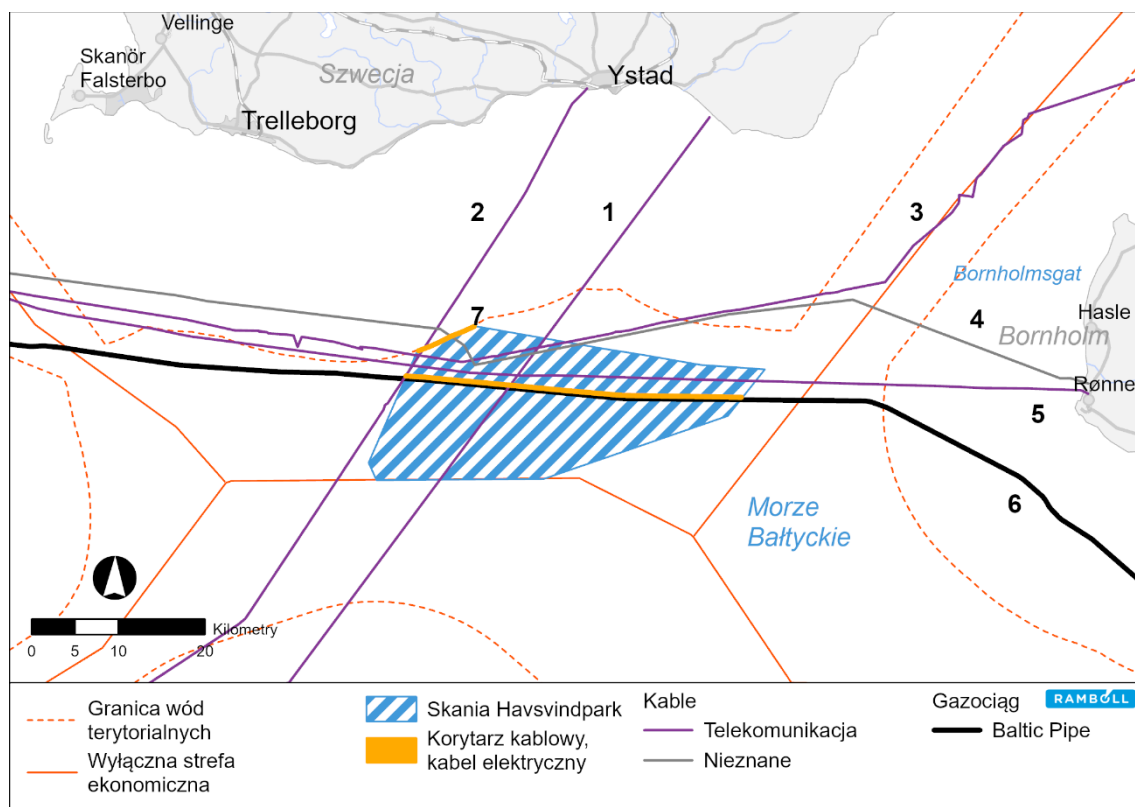 Vellinge
Skanör
Falsterbo
Szwecja
Ystad
Trelleborg
2
1
3
Bornholmsgat
7
4
Hasle
Bornholm
Rønne
5
6
Morze
Bałtyckie
Kilometry
0 5 10 20
Granica wód
terytorialnych
Wyłączna strefa
ekonomiczna
Skania Havsvindpark
Korytarz kablowy,
kabel elektryczny
Kable
Telekomunikacja
Nieznane
Gazociąg
RAMBOLL
Baltic Pipe